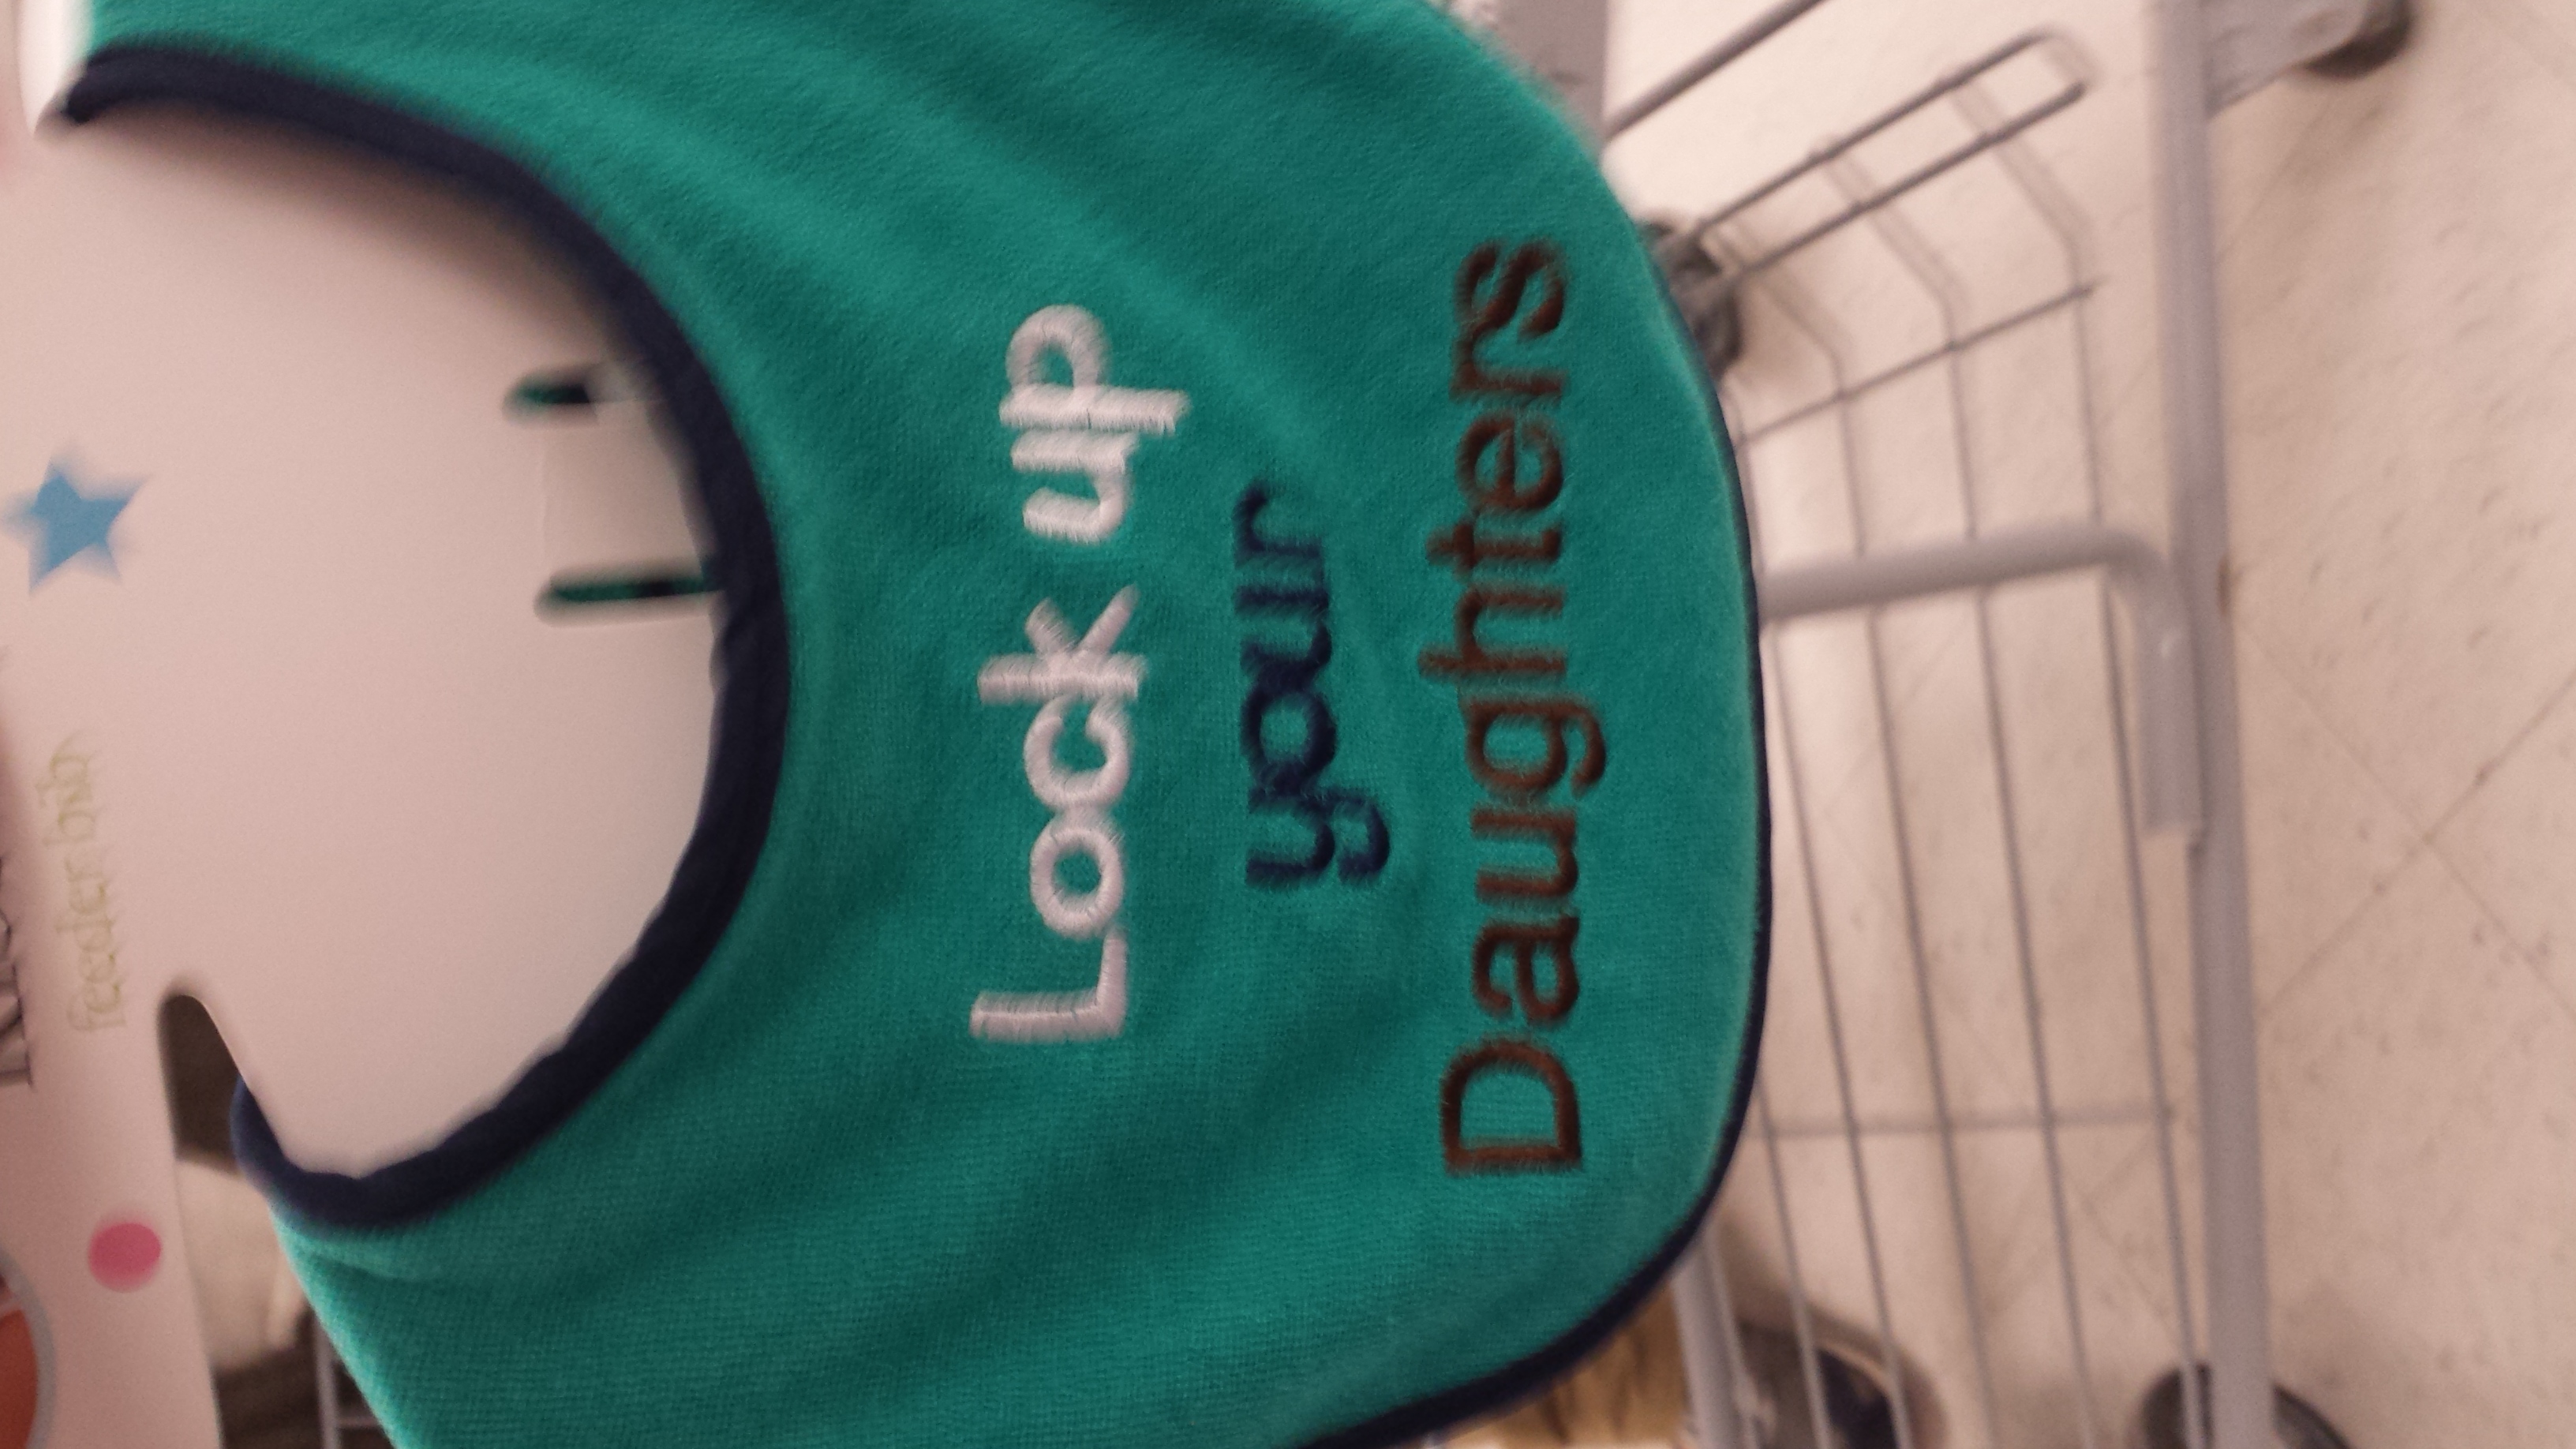 Lock up
your
Daughters
Feeder bib